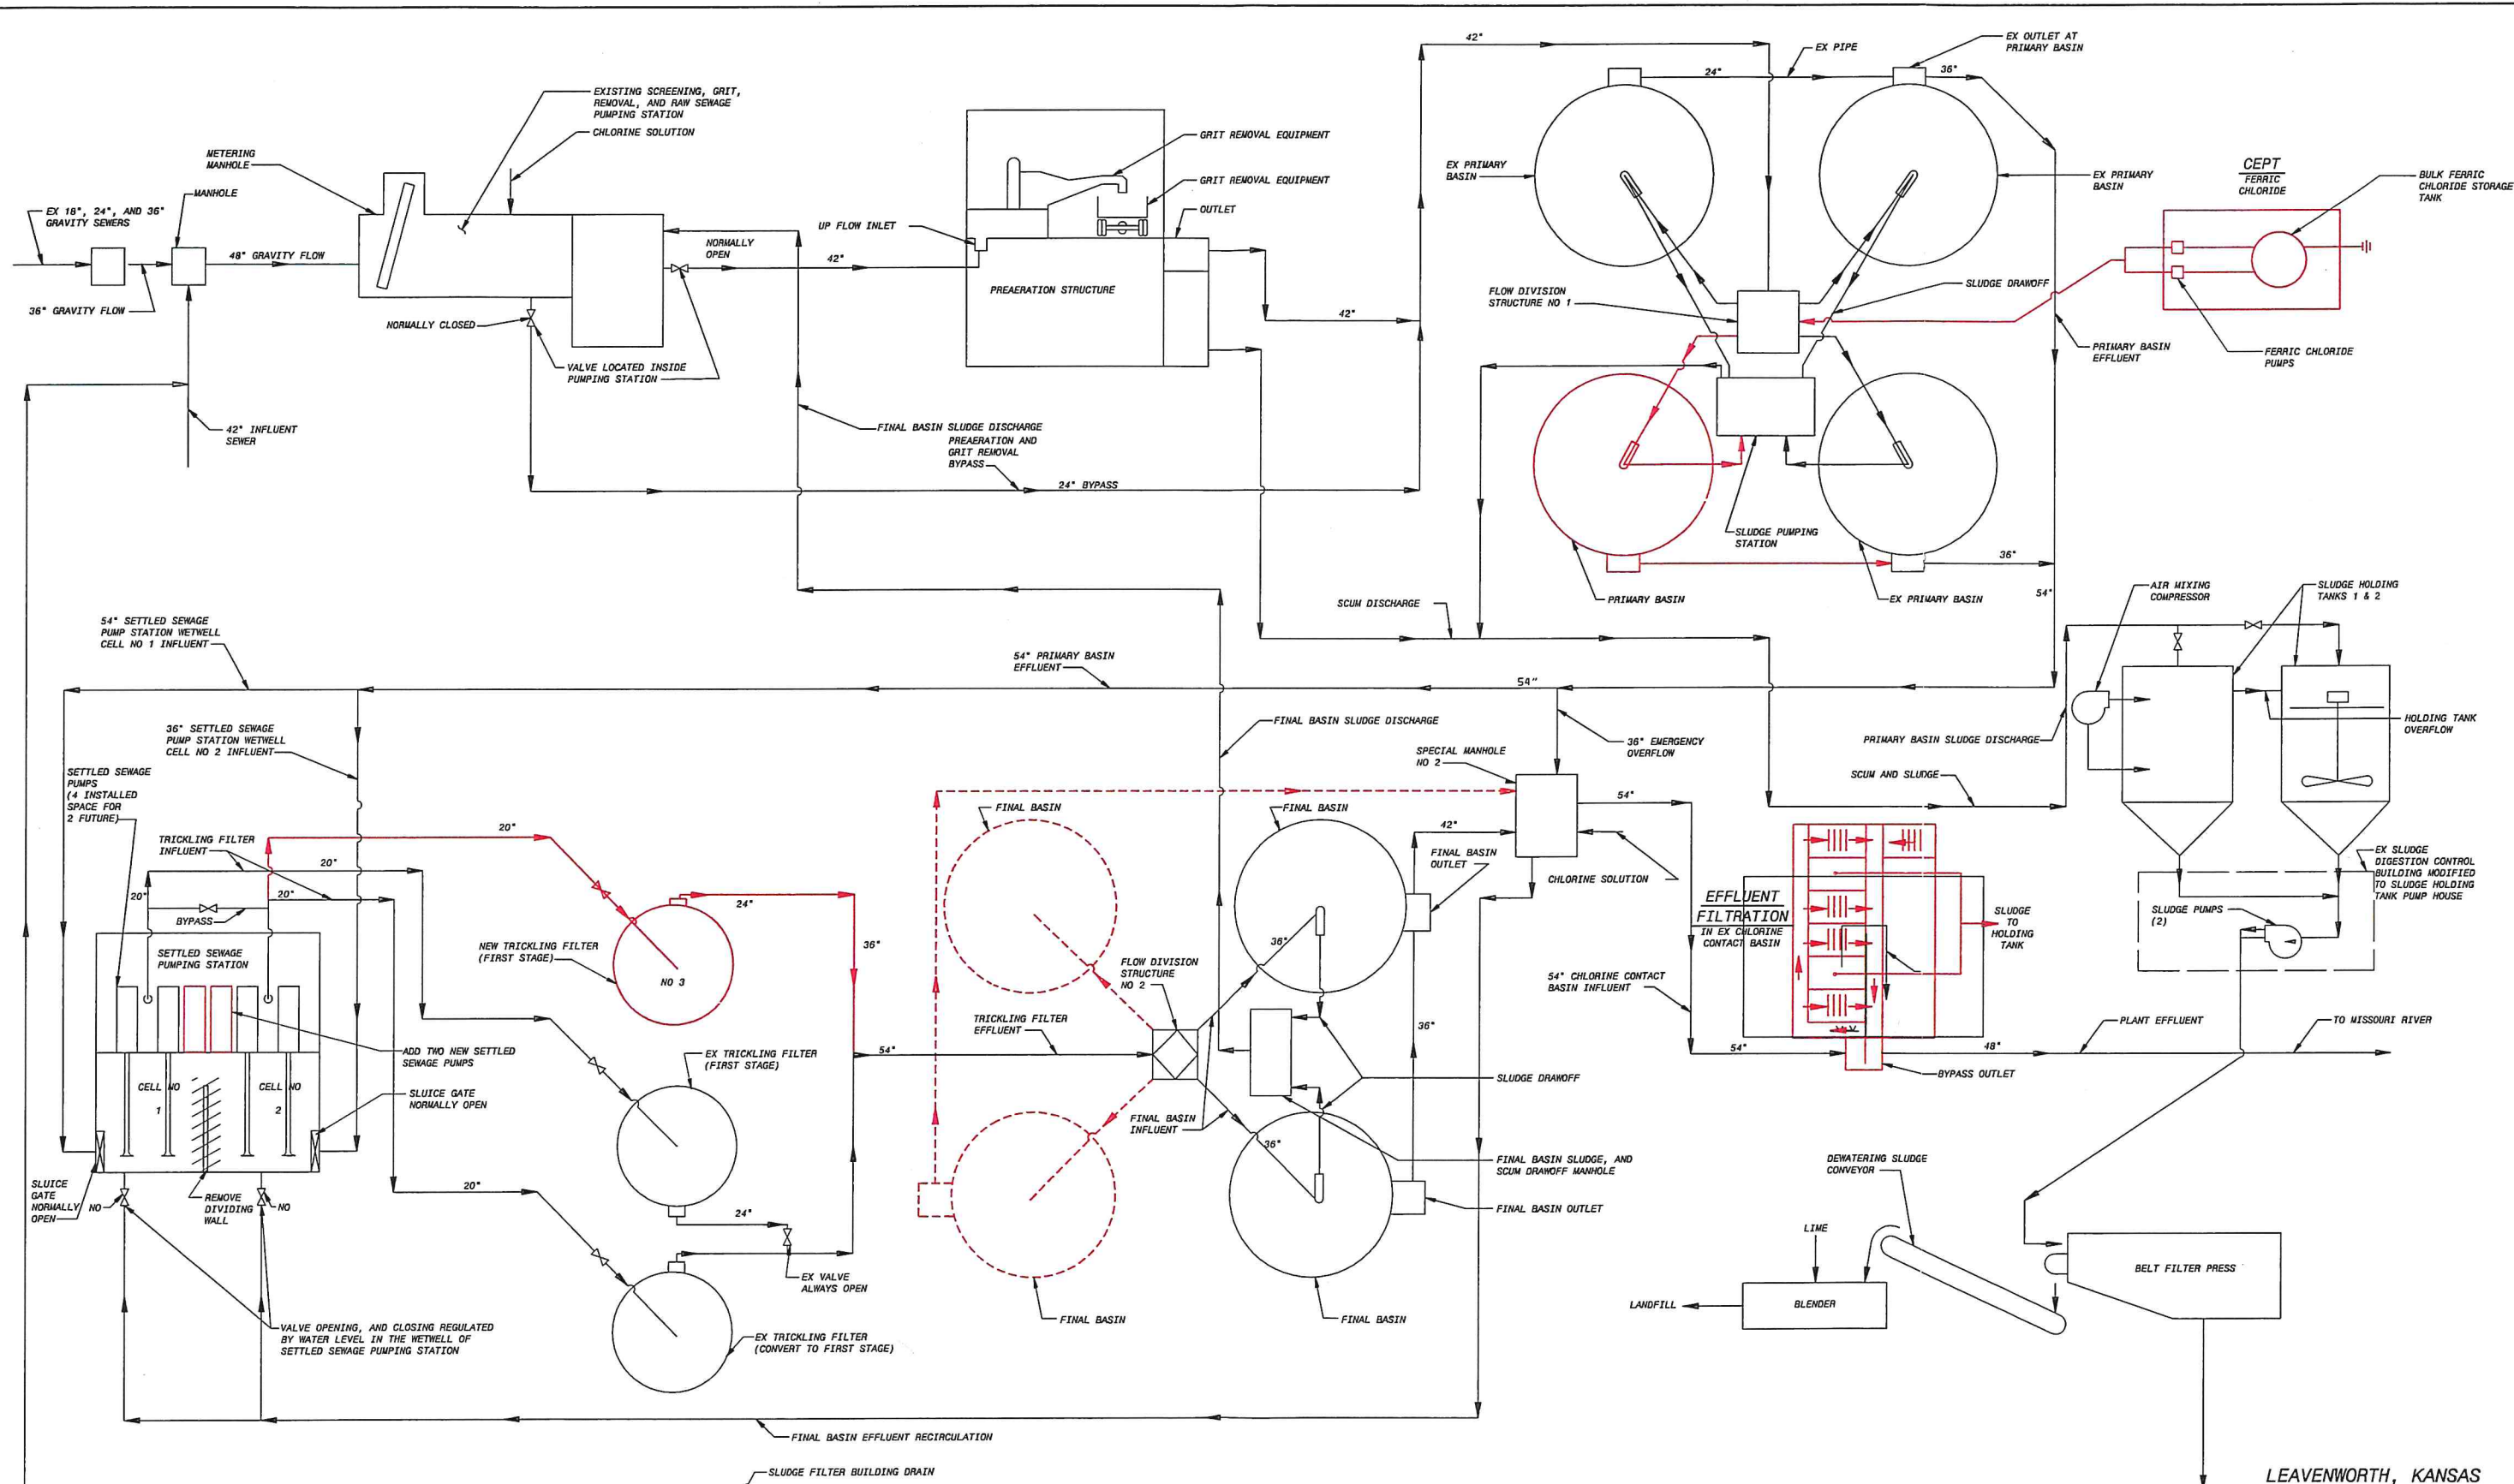 42"
EX PIPE
EX OUTLET AT
PRIMARY BASIN
24"
36"
EXISTING SCREENING, GRIT,
REMOVAL, AND RAW SEWAGE
PUMPING STATION
CHLORINE SOLUTION
METERING
MANHOLE
MANHOLE
EX 18", 24", AND 36"
GRAVITY SEWERS
48" GRAVITY FLOW
36" GRAVITY FLOW
NORMALLY CLOSED
VALVE LOCATED INSIDE
PUMPING STATION
42" INFLUENT
SEWER
NORMALLY
OPEN
42"
UP FLOW INLET
GRIT REMOVAL EQUIPMENT
GRIT REMOVAL EQUIPMENT
OUTLET
PREAERATION STRUCTURE
42"
FINAL BASIN SLUDGE DISCHARGE
PREAERATION AND
GRIT REMOVAL
BYPASS
24" BYPASS
EX PRIMARY
BASIN
EX PRIMARY
BASIN
CEPT
FERRIC
CHLORIDE
BULK FERRIC
CHLORIDE STORAGE
TANK
FLOW DIVISION
STRUCTURE NO 1
SLUDGE DRAWOFF
PRIMARY BASIN
EFFLUENT
FERRIC CHLORIDE
PUMPS
SLUDGE PUMPING
STATION
36"
PRIMARY BASIN
EX PRIMARY BASIN
54"
SCUM DISCHARGE
AIR MIXING
COMPRESSOR
SLUDGE HOLDING
TANKS 1 & 2
54" SETTLED SEWAGE
PUMP STATION WETWELL
CELL NO 1 INFLUENT
54" PRIMARY BASIN
EFFLUENT
54"
36" SETTLED SEWAGE
PUMP STATION WETWELL
CELL NO 2 INFLUENT
FINAL BASIN SLUDGE DISCHARGE
36" EMERGENCY
OVERFLOW
SPECIAL MANHOLE
NO 2
PRIMARY BASIN SLUDGE DISCHARGE
HOLDING TANK
OVERFLOW
SCUM AND SLUDGE
SETTLED SEWAGE
PUMPS
(4 INSTALLED
SPACE FOR
2 FUTURE)
TRICKLING FILTER
INFLUENT
20"
20"
20"
20"
BYPASS
SETTLED SEWAGE
PUMPING STATION
24"
NEW TRICKLING FILTER
(FIRST STAGE)
NO 3
36"
FINAL BASIN
FINAL BASIN
42"
54"
FINAL BASIN
OUTLET
CHLORINE SOLUTION
FLOW DIVISION
STRUCTURE
NO 2
36"
EFFLUENT
FILTRATION
IN EX CHLORINE
CONTACT BASIN
SLUDGE
TO
HOLDING
TANK
EX SLUDGE
DIGESTION CONTROL
BUILDING MODIFIED
TO SLUDGE HOLDING
TANK PUMP HOUSE
SLUDGE PUMPS
(2)
54" CHLORINE CONTACT
BASIN INFLUENT
TRICKLING FILTER
EFFLUENT
54"
36"
54"
48"
PLANT EFFLUENT
TO MISSOURI RIVER
BYPASS OUTLET
ADD TWO NEW SETTLED
SEWAGE PUMPS
EX TRICKLING FILTER
(FIRST STAGE)
CELL NO
1
CELL NO
2
SLUICE GATE
NORMALLY OPEN
SLUDGE DRAWOFF
FINAL BASIN
INFLUENT
36"
FINAL BASIN SLUDGE, AND
SCUM DRAWOFF MANHOLE
FINAL BASIN OUTLET
SLUICE
GATE
NORMALLY
OPEN
NO
REMOVE
DIVIDING
WALL
NO
20"
24"
EX VALVE
ALWAYS OPEN
DEWATERING SLUDGE
CONVEYOR
LIME
BELT FILTER PRESS
BLENDER
LANDFILL
VALVE OPENING, AND CLOSING REGULATED
BY WATER LEVEL IN THE WETWELL OF
SETTLED SEWAGE PUMPING STATION
EX TRICKLING FILTER
(CONVERT TO FIRST STAGE)
FINAL BASIN
FINAL BASIN
FINAL BASIN EFFLUENT RECIRCULATION
SLUDGE FILTER BUILDING DRAIN
LEAVENWORTH, KANSAS